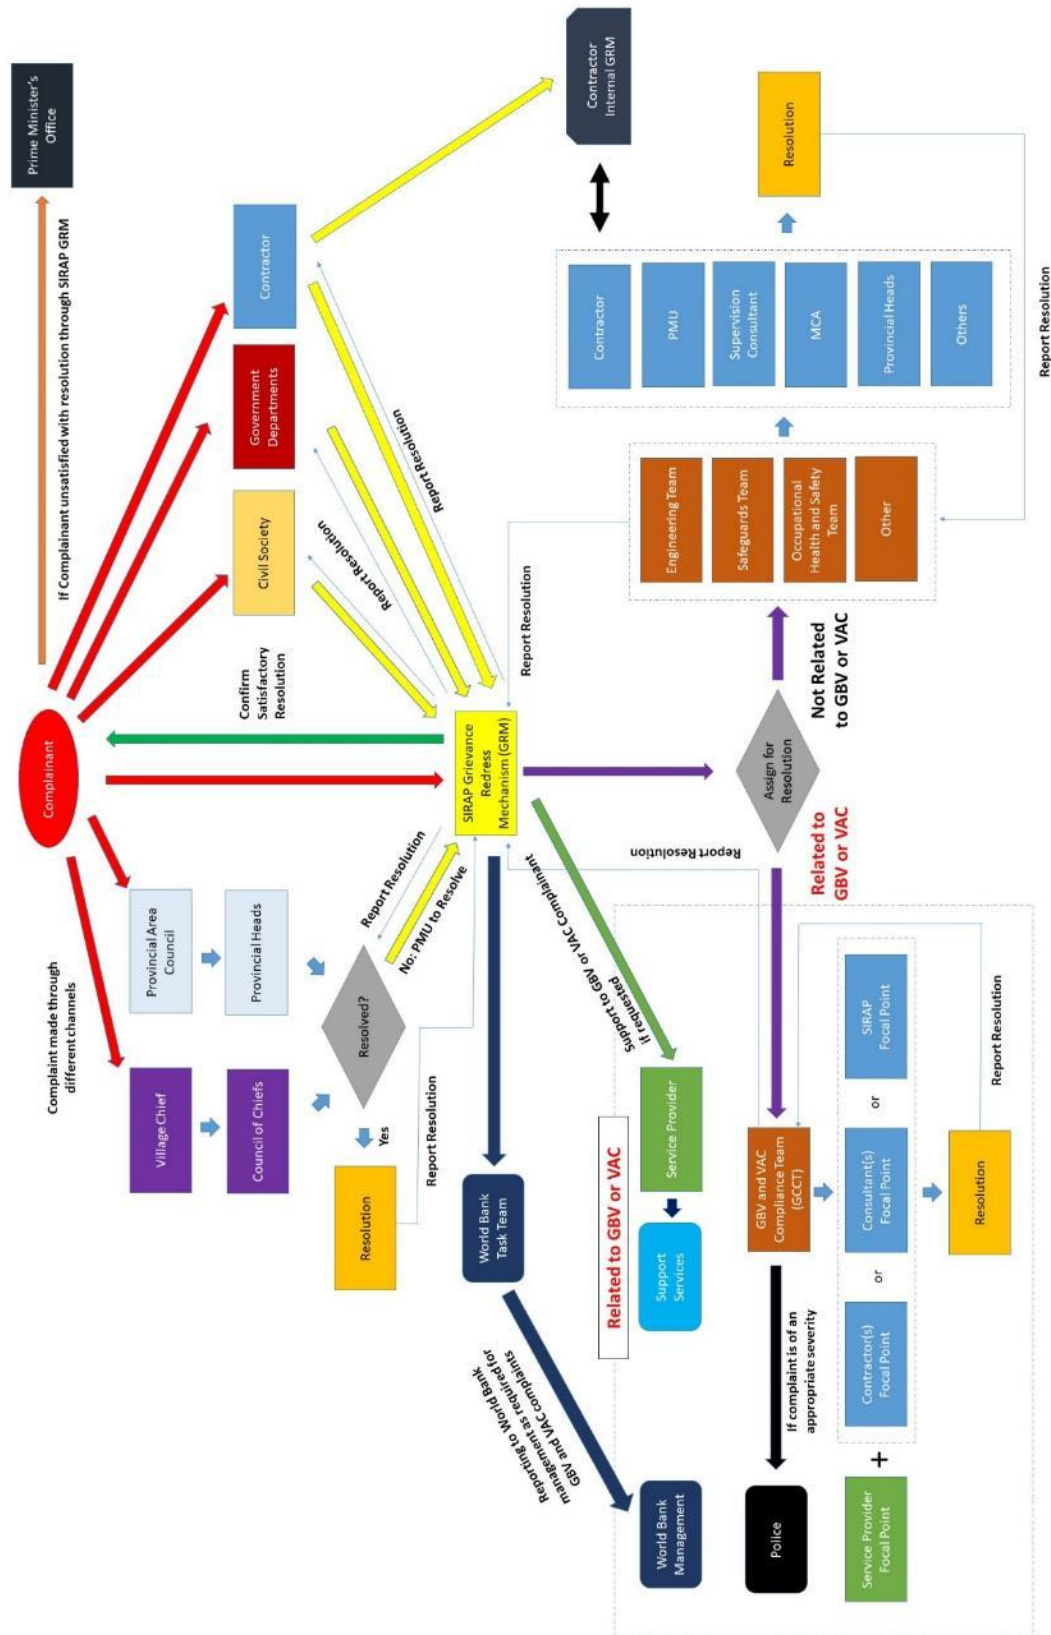 Complaint made through
different channels
Complainant
If Complainant unsatisfied with resolution through SIRAP GRM
Prime Minister's
Office
Village Chief
Provincial Area
Council
Council of Chiefs
Provincial Heads
Civil Society
Government
Departments
Contractor
Resolved?
Yes
Resolution
Report Resolution
No: PMU to Resolve
Report Resolution
Confirm
Satisfactory
Resolution
Report Resolution
Report Resolution
SIRAP Grievance
Redress
Mechanism (GRM)
World Bank
Task Team
Reporting to World Bank
management as required for
GBV and VAC complaints
World Bank
Management
Related to GBV or VAC
Support to GBV or VAC Complainant
if requested
Service Provider
Support
Services
Report Resolution
Report Resolution
Contractor
Internal GRM
Assign for
Resolution
Related to
GBV or VAC
Not Related
to GBV or VAC
Engineering Team
Safeguards Team
Occupational
Health and Safety
Team
Other
Contractor
PMU
Supervision
Consultant
MCA
Provincial Heads
Others
Resolution
Report Resolution
GBV and VAC
Compliance Team
(GCCT)
If complaint is of an
appropriate severity
Police
Service Provider
Focal Point
+
Contractor(s)
Focal Point
or
Consultant(s)
Focal Point
or
SIRAP
Focal Point
Resolution
Report Resolution